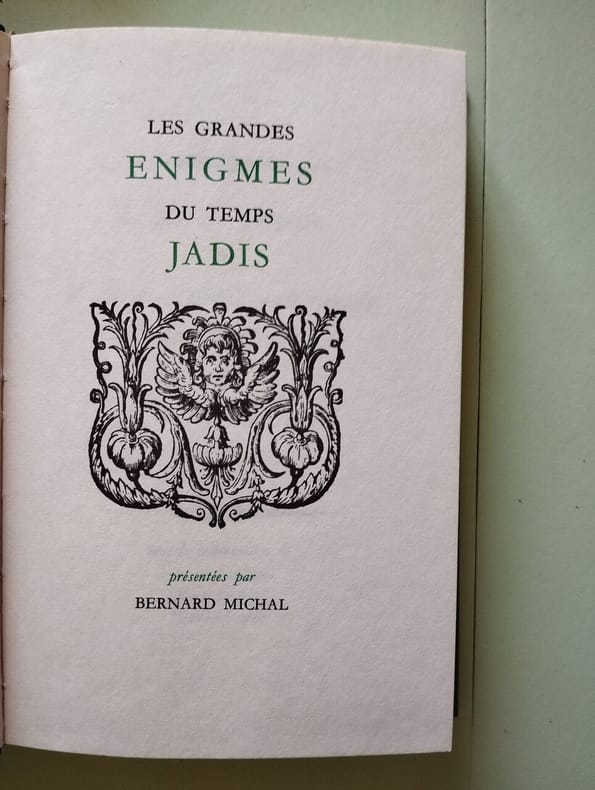 LES GRANDES
ENIGMES
DU TEMPS
JADIS
présentées par
BERNARD MICHAL